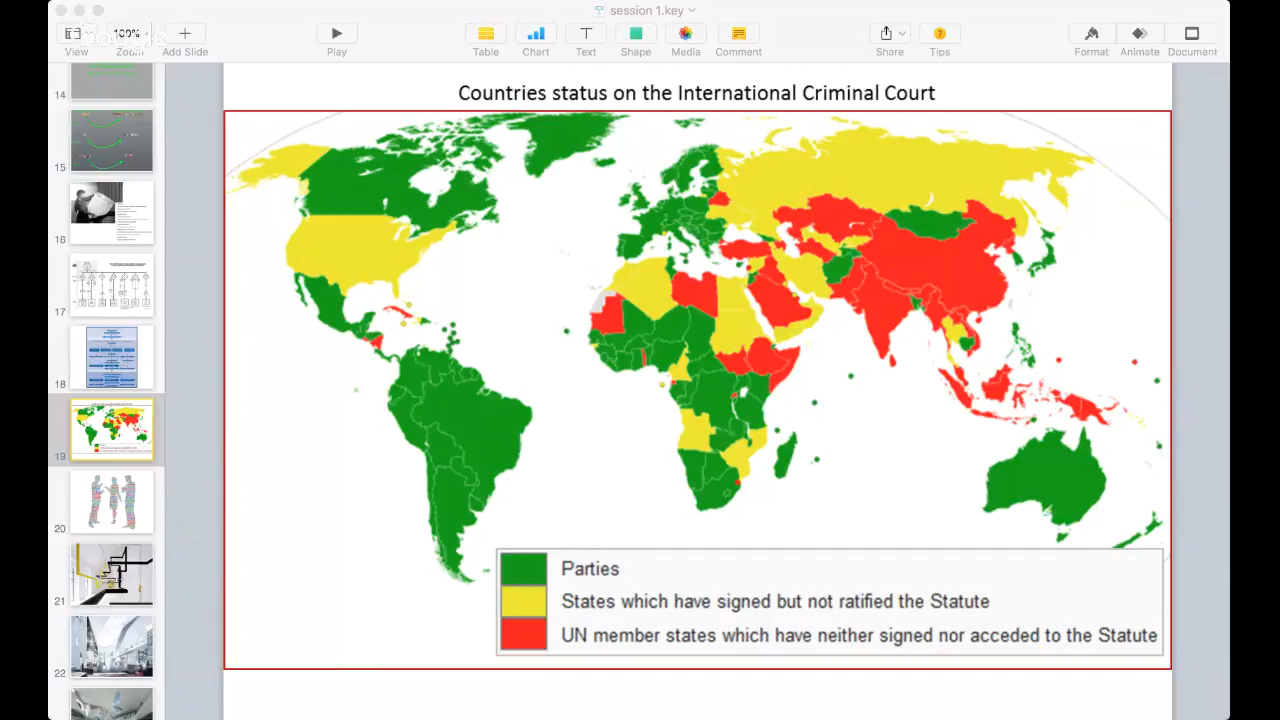 session 1.key
100%
View
Zoom
Add Slide
Play
Table
Chart
Text
Shape
Media
Comment
Share
Tips
Format
Animate
Document
14
15
16
17
18
19
20
21
22
Countries status on the International Criminal Court
Parties
States which have signed but not ratified the Statute
UN member states which have neither signed nor acceded to the Statute